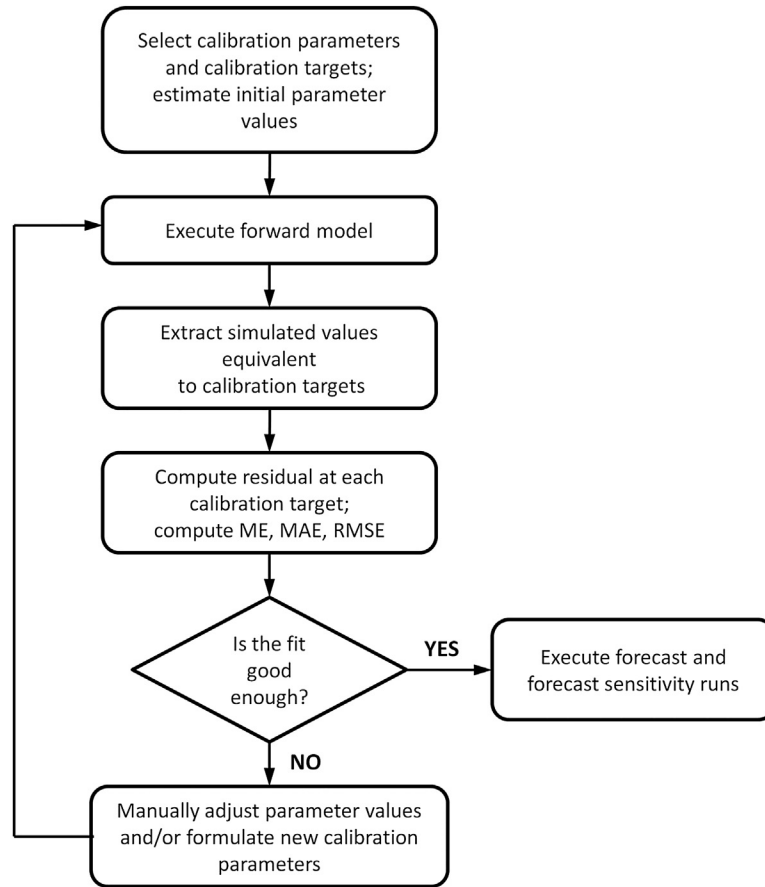 Select calibration parameters
and calibration targets;
estimate initial parameter
values
Execute forward model
Extract simulated values
equivalent
to calibration targets
Compute residual at each
calibration target;
compute ME, MAE, RMSE
Is the fit
good
enough?
YES
Execute forecast and
forecast sensitivity runs
NO
Manually adjust parameter values
and/or formulate new calibration
parameters